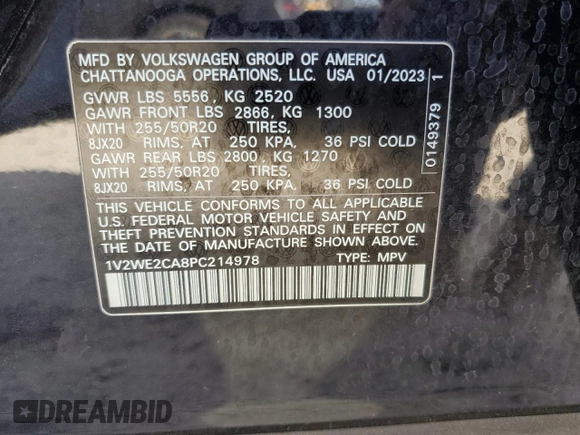 MFD BY VOLKSWAGEN GROUP OF AMERICA
CHATTANOOGA OPERATIONS, LLC. USA 01/2023
GVWR LBS 5556, KG 2520
GAWR FRONT LBS 2866, KG 1300
WITH 255/50R20 TIRES,
8JX20 RIMS, AT 250 KPA, 36 PSI COLD
GAWR REAR LBS 2800, KG 1270
WITH 255/50R20 TIRES,
8JX20 RIMS, AT 250 KPA, 36 PSI COLD
THIS VEHICLE CONFORMS TO ALL APPLICABLE
U.S. FEDERAL MOTOR VEHICLE SAFETY AND
THEFT PREVENTION STANDARDS IN EFFECT ON
THE DATE OF MANUFACTURE SHOWN ABOVE.
1V2WE2CA8PC214978 TYPE: MPV
0149379 1
DREAMBID